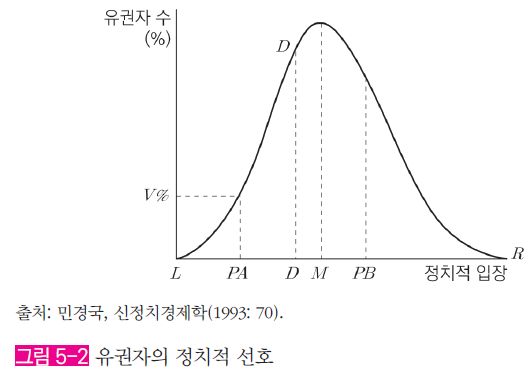 유권자 수
(%)
D
V%
L PA D M PB 정치적 입장 R
출처: 민경국, 신정치경제학(1993: 70).
그림 5-2 유권자의 정치적 선호